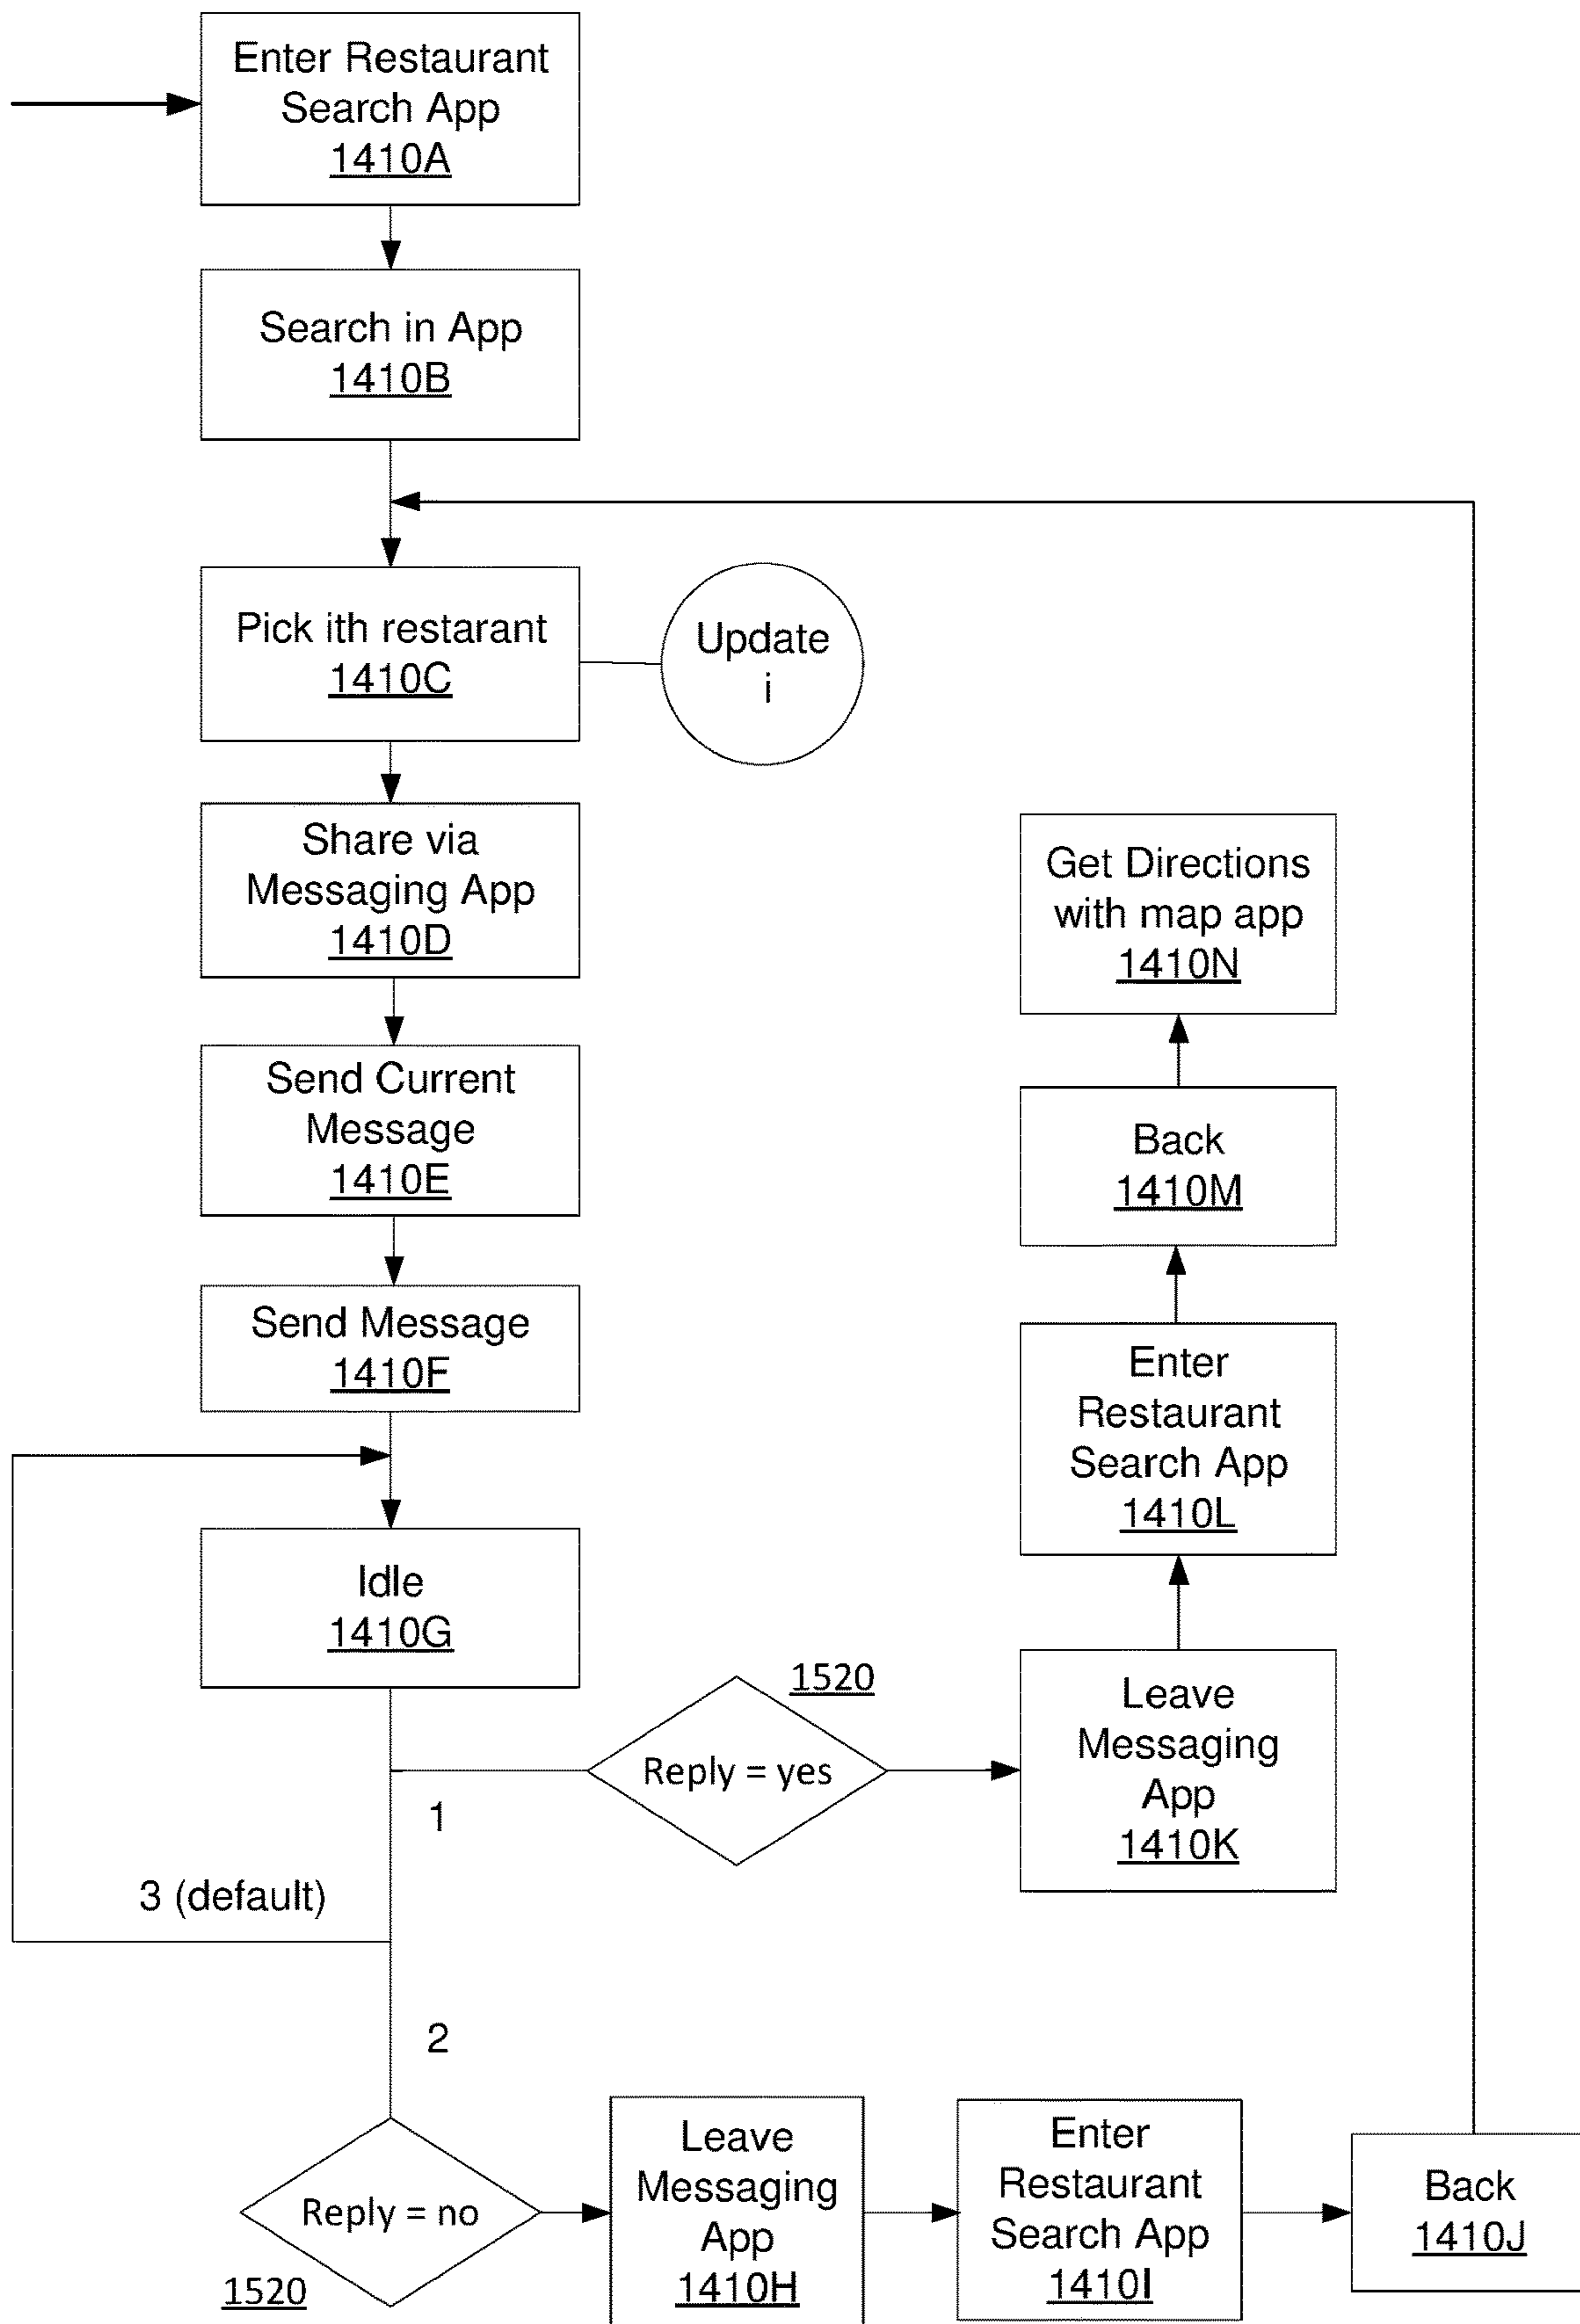 Enter Restaurant
Search App
1410A
Search in App
1410B
Pick ith restarant
1410C
Update
i
Share via
Messaging App
1410D
Get Directions
with map app
1410N
Send Current
Message
1410E
Back
1410M
Send Message
1410F
Enter
Restaurant
Search App
1410L
Idle
1410G
1520
Reply = yes
Leave
Messaging
App
1410K
1
3 (default)
2
Reply = no
1520
Leave
Messaging
App
1410H
Enter
Restaurant
Search App
1410I
Back
1410J